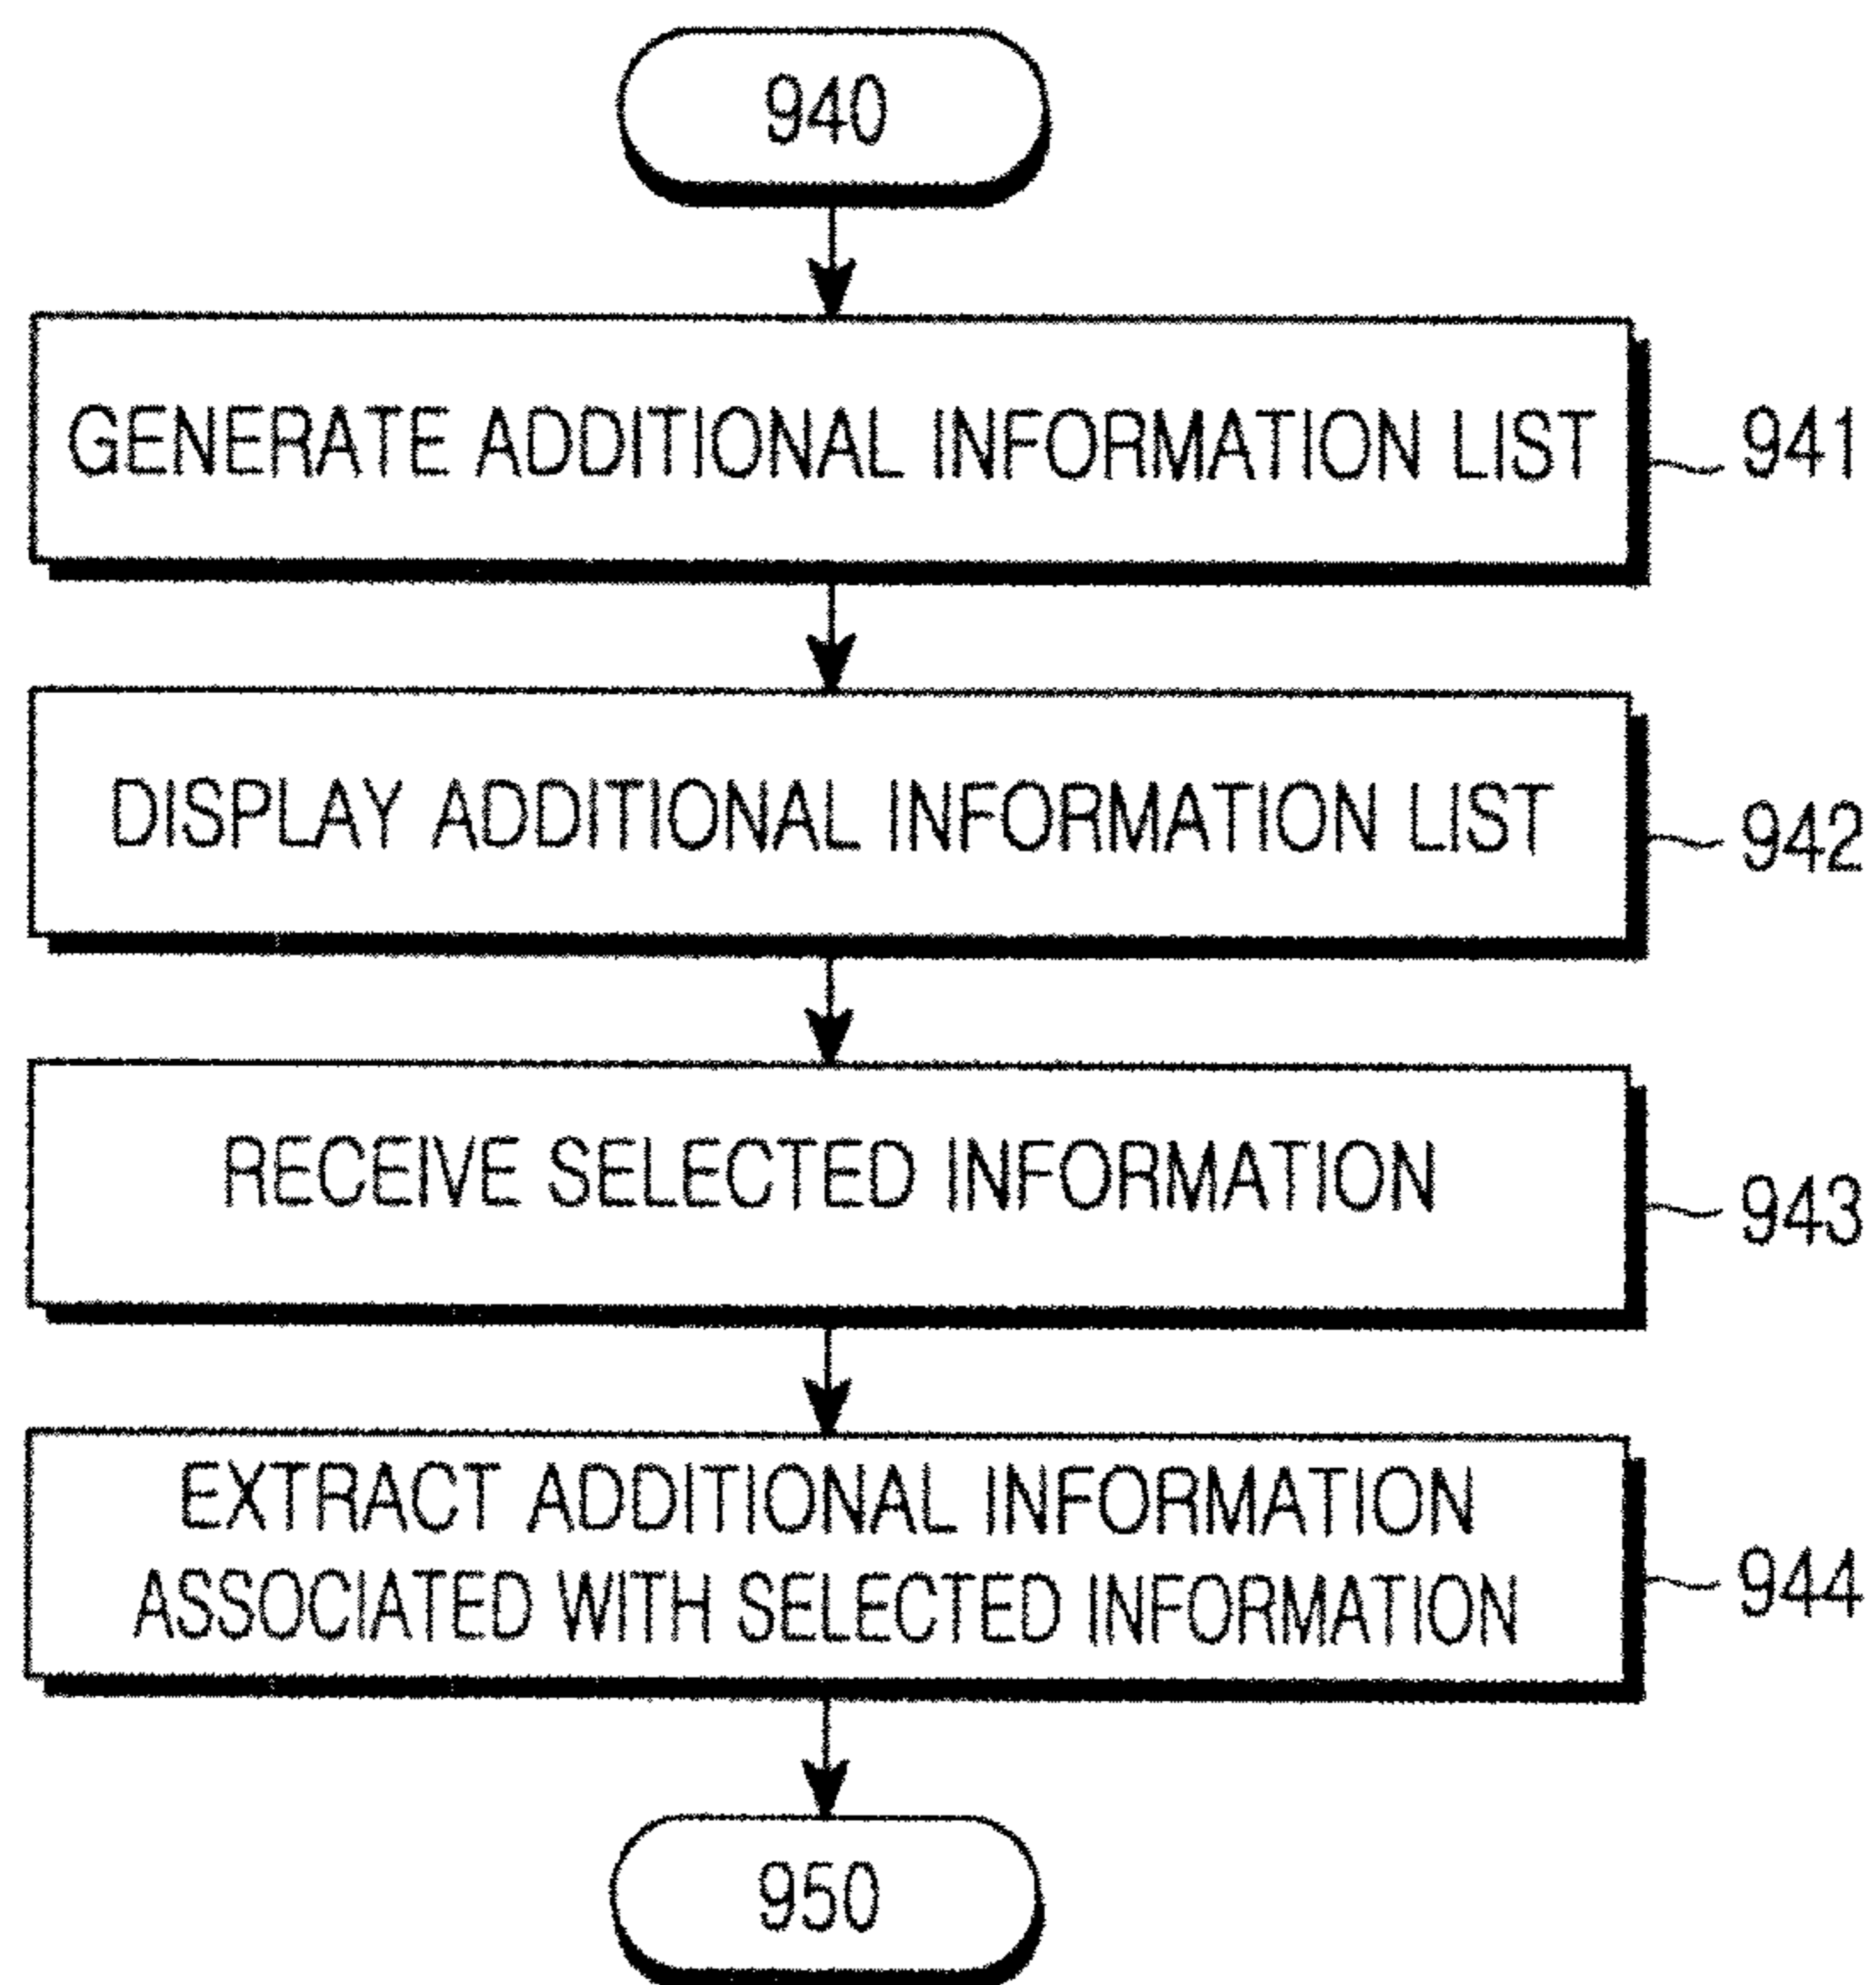 940
GENERATE ADDITIONAL INFORMATION LIST
941
DISPLAY ADDITIONAL INFORMATION LIST
942
RECEIVE SELECTED INFORMATION
943
EXTRACT ADDITIONAL INFORMATION
ASSOCIATED WITH SELECTED INFORMATION
944
950